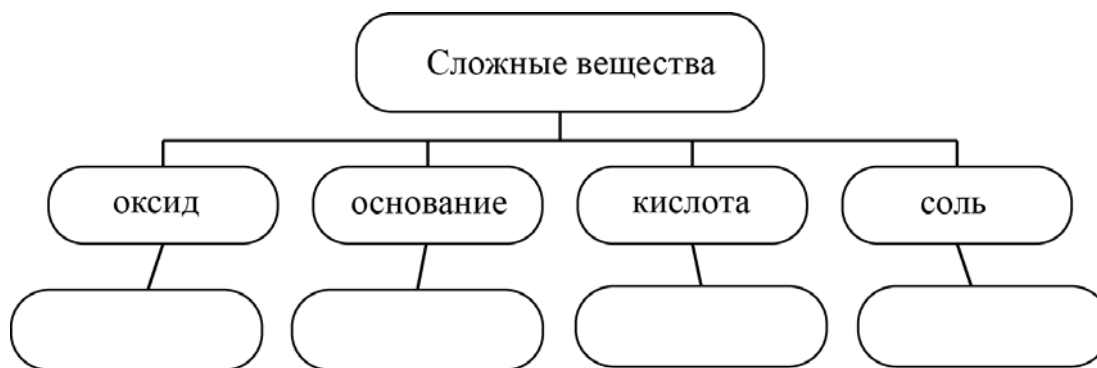 Сложные вещества
оксид
основание
кислота
соль